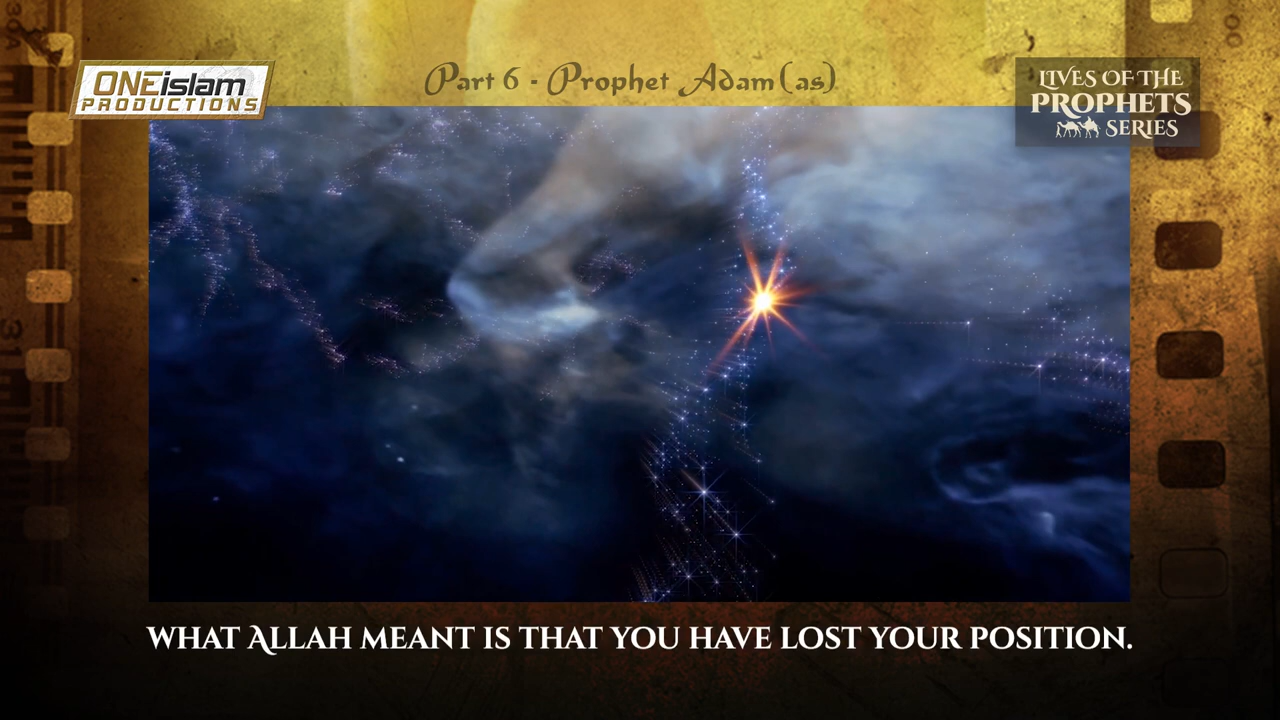 ONEislam
PRODUCTIONS
Part 6 - Prophet Adam (as)
LIVES OF THE
PROPHETS
SERIES
WHAT ALLAH MEANT IS THAT YOU HAVE LOST YOUR POSITION.